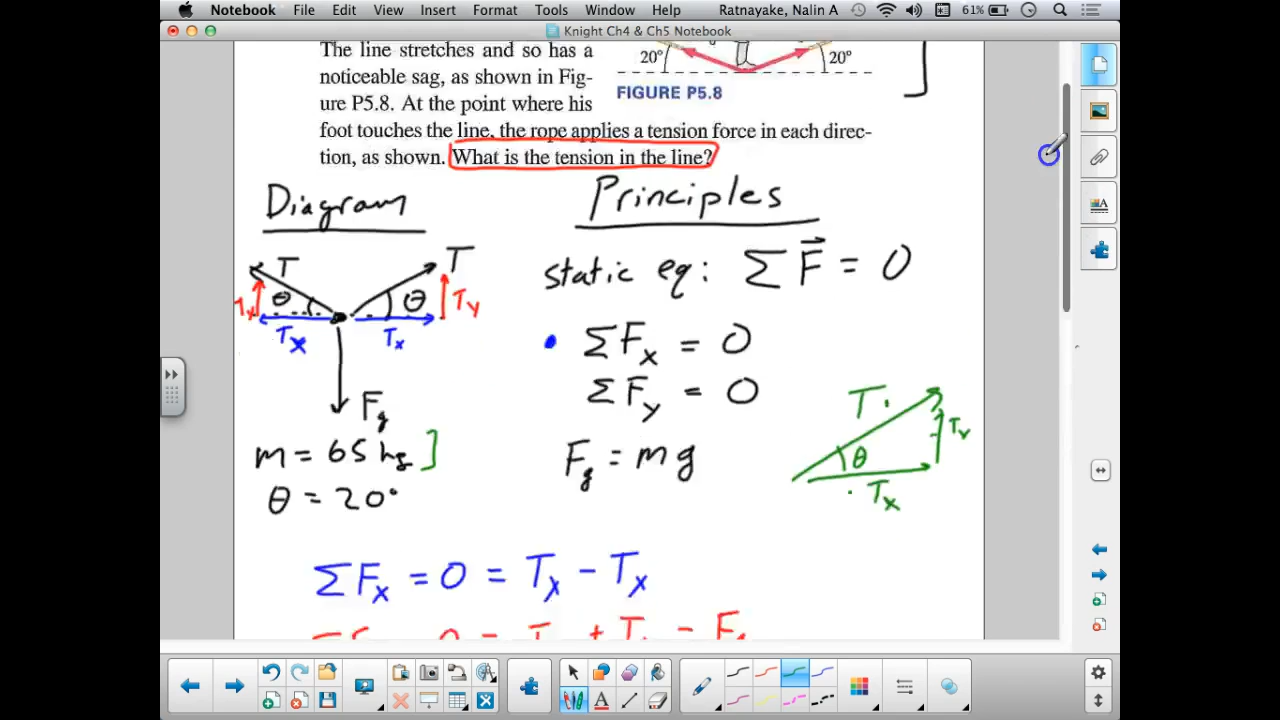 Notebook File Edit View Insert Format Tools Window Help Ratnayake, Nalin A 61%
Knight Ch4 & Ch5 Notebook
The line stretches and so has a
noticeable sag, as shown in Fig-
ure P5.8. At the point where his
foot touches the line, the rope applies a tension force in each direc-
tion, as shown. What is the tension in the line?
20° 20°
FIGURE P5.8
Diagram
T T
θ θ
Tx Ty
Tx Tx
Fg
m = 65 kg
θ = 20°
Principles
static eq: ΣF⃗ = 0
• ΣFx = 0
ΣFy = 0
Fg = mg
T
θ
Ty
Tx
ΣFx = 0 = Tx - Tx